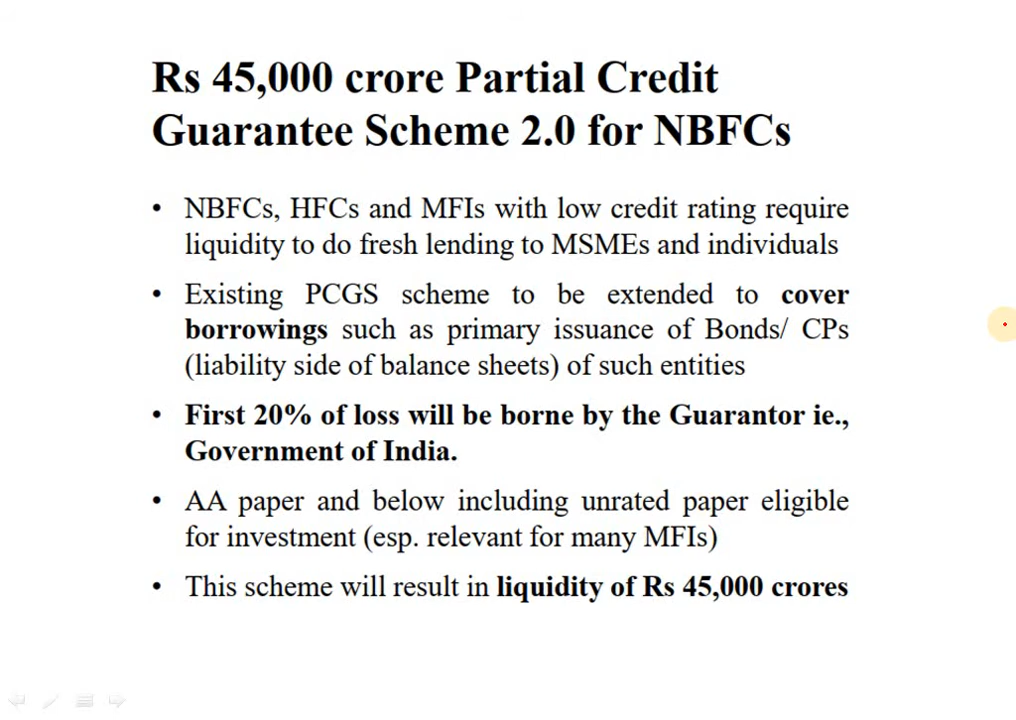 Rs 45,000 crore Partial Credit
Guarantee Scheme 2.0 for NBFCs
• NBFCs, HFCs and MFIs with low credit rating require
liquidity to do fresh lending to MSMEs and individuals
• Existing PCGS scheme to be extended to cover
borrowings such as primary issuance of Bonds/ CPs
(liability side of balance sheets) of such entities
• First 20% of loss will be borne by the Guarantor ie.,
Government of India.
• AA paper and below including unrated paper eligible
for investment (esp. relevant for many MFIs)
• This scheme will result in liquidity of Rs 45,000 crores